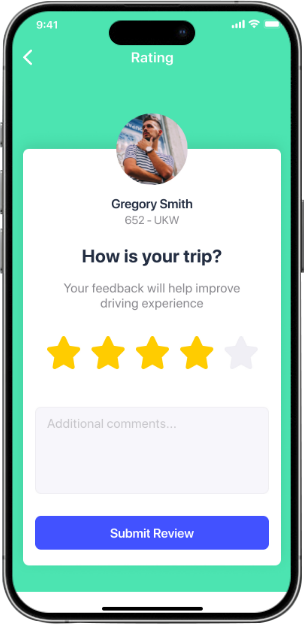 9:41
Rating
Gregory Smith
652 - UKW
How is your trip?
Your feedback will help improve
driving experience
Additional comments...
Submit Review